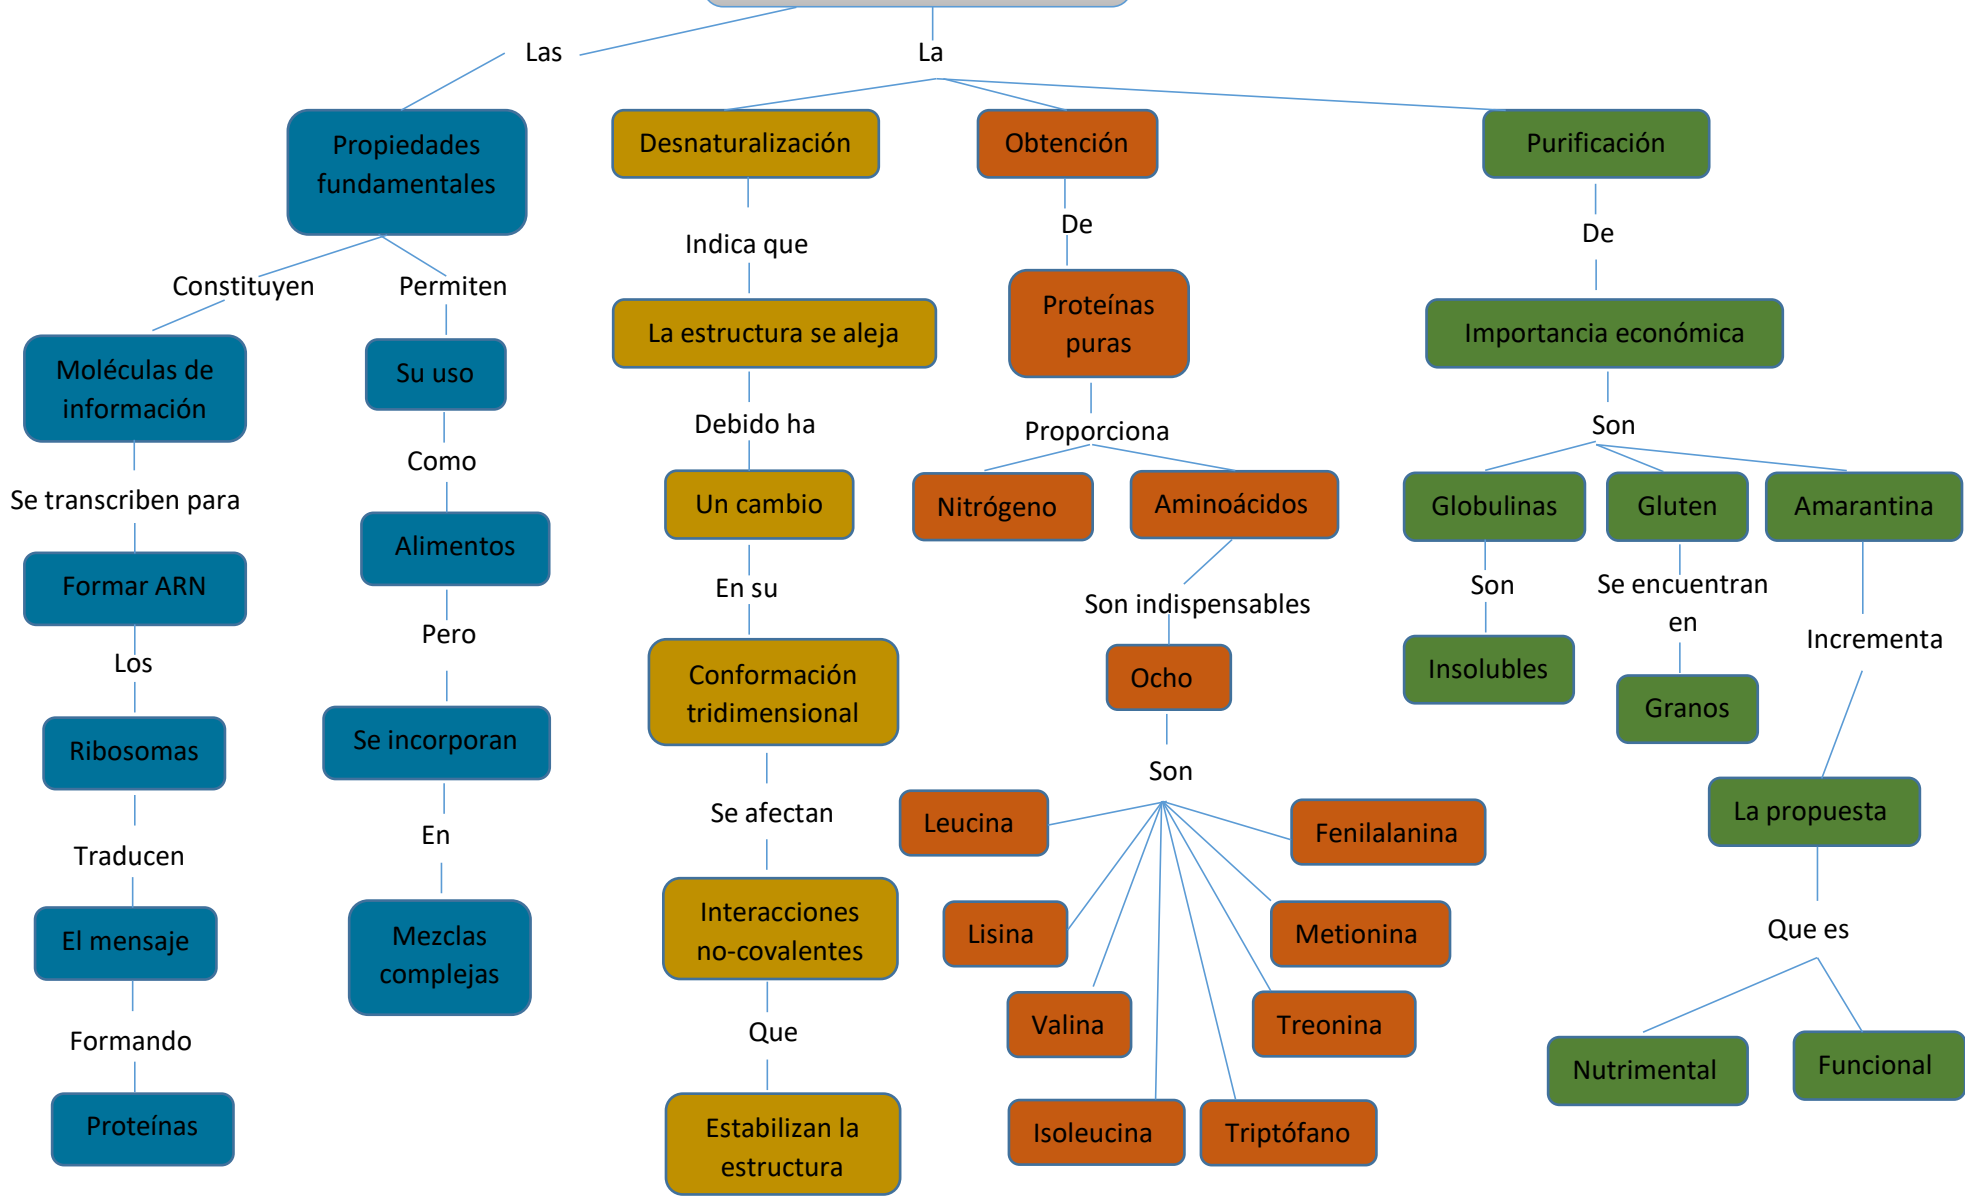 Las
La
Propiedades
fundamentales
Constituyen
Permiten
Moléculas de
información
Se transcriben para
Formar ARN
Los
Ribosomas
Traducen
El mensaje
Formando
Proteínas
Su uso
Como
Alimentos
Pero
Se incorporan
En
Mezclas
complejas
Desnaturalización
Indica que
La estructura se aleja
Debido ha
Un cambio
En su
Conformación
tridimensional
Se afectan
Interacciones
no-covalentes
Que
Estabilizan la
estructura
Obtención
De
Proteínas
puras
Proporciona
Nitrógeno
Aminoácidos
Son indispensables
Ocho
Son
Leucina
Fenilalanina
Lisina
Metionina
Valina
Treonina
Isoleucina
Triptófano
Purificación
De
Importancia económica
Son
Globulinas
Gluten
Amarantina
Son
Insolubles
Se encuentran
en
Granos
Incrementa
La propuesta
Que es
Nutrimental
Funcional